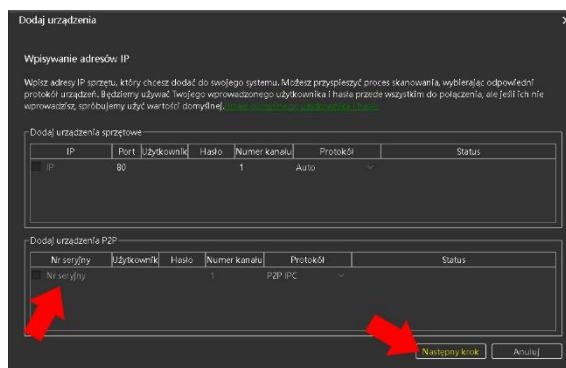 Dodaj urządzenia
Wpisywanie adresów IP
Wpisz adresy IP sprzętu, który chcesz dodać do swojego systemu. Możesz przyspieszyć proces skanowania, wybierając odpowiedni
protokół urządzeń. Będziemy używać Twojego wprowadzonego użytkownika i hasła przede wszystkim do połączenia, ale jeśli ich nie
wprowadzisz, spróbujemy użyć wartości domyślnej. Ustaw domyślnego użytkownika i hasło
Dodaj urządzenia sprzętowe
IP Port Użytkownik Hasło Numer kanału Protokół Status
IP 80 1 Auto
Dodaj urządzenia P2P
Nr seryjny Użytkownik Hasło Numer kanału Protokół Status
Nr seryjny 1 P2P IPC
Następny krok Anuluj